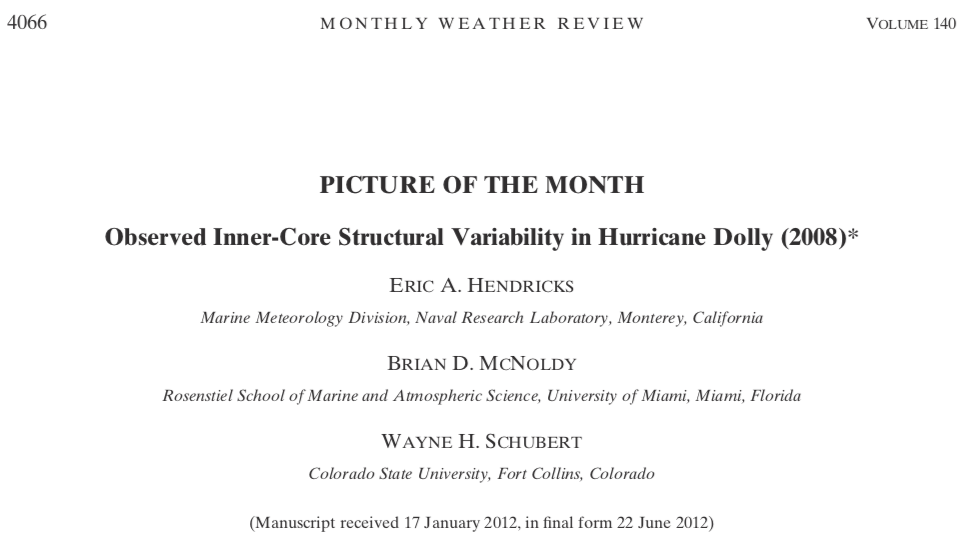 4066 MONTHLY WEATHER REVIEW VOLUME 140
PICTURE OF THE MONTH
Observed Inner-Core Structural Variability in Hurricane Dolly (2008)*
ERIC A. HENDRICKS
Marine Meteorology Division, Naval Research Laboratory, Monterey, California
BRIAN D. MCNOLDY
Rosenstiel School of Marine and Atmospheric Science, University of Miami, Miami, Florida
WAYNE H. SCHUBERT
Colorado State University, Fort Collins, Colorado
(Manuscript received 17 January 2012, in final form 22 June 2012)